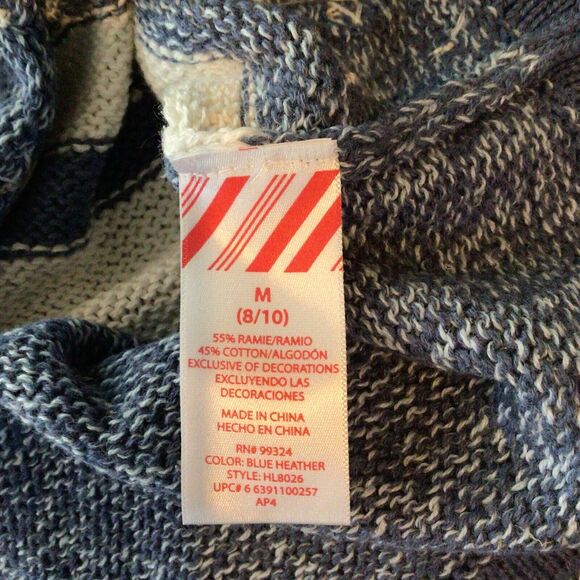 M
(8/10)
55% RAMIE/RAMIO
45% COTTON/ALGODÓN
EXCLUSIVE OF DECORATIONS
EXCLUYENDO LAS
DECORACIONES
MADE IN CHINA
HECHO EN CHINA
RN# 99324
COLOR: BLUE HEATHER
STYLE: HL8026
UPC# 6 6391100257
AP4